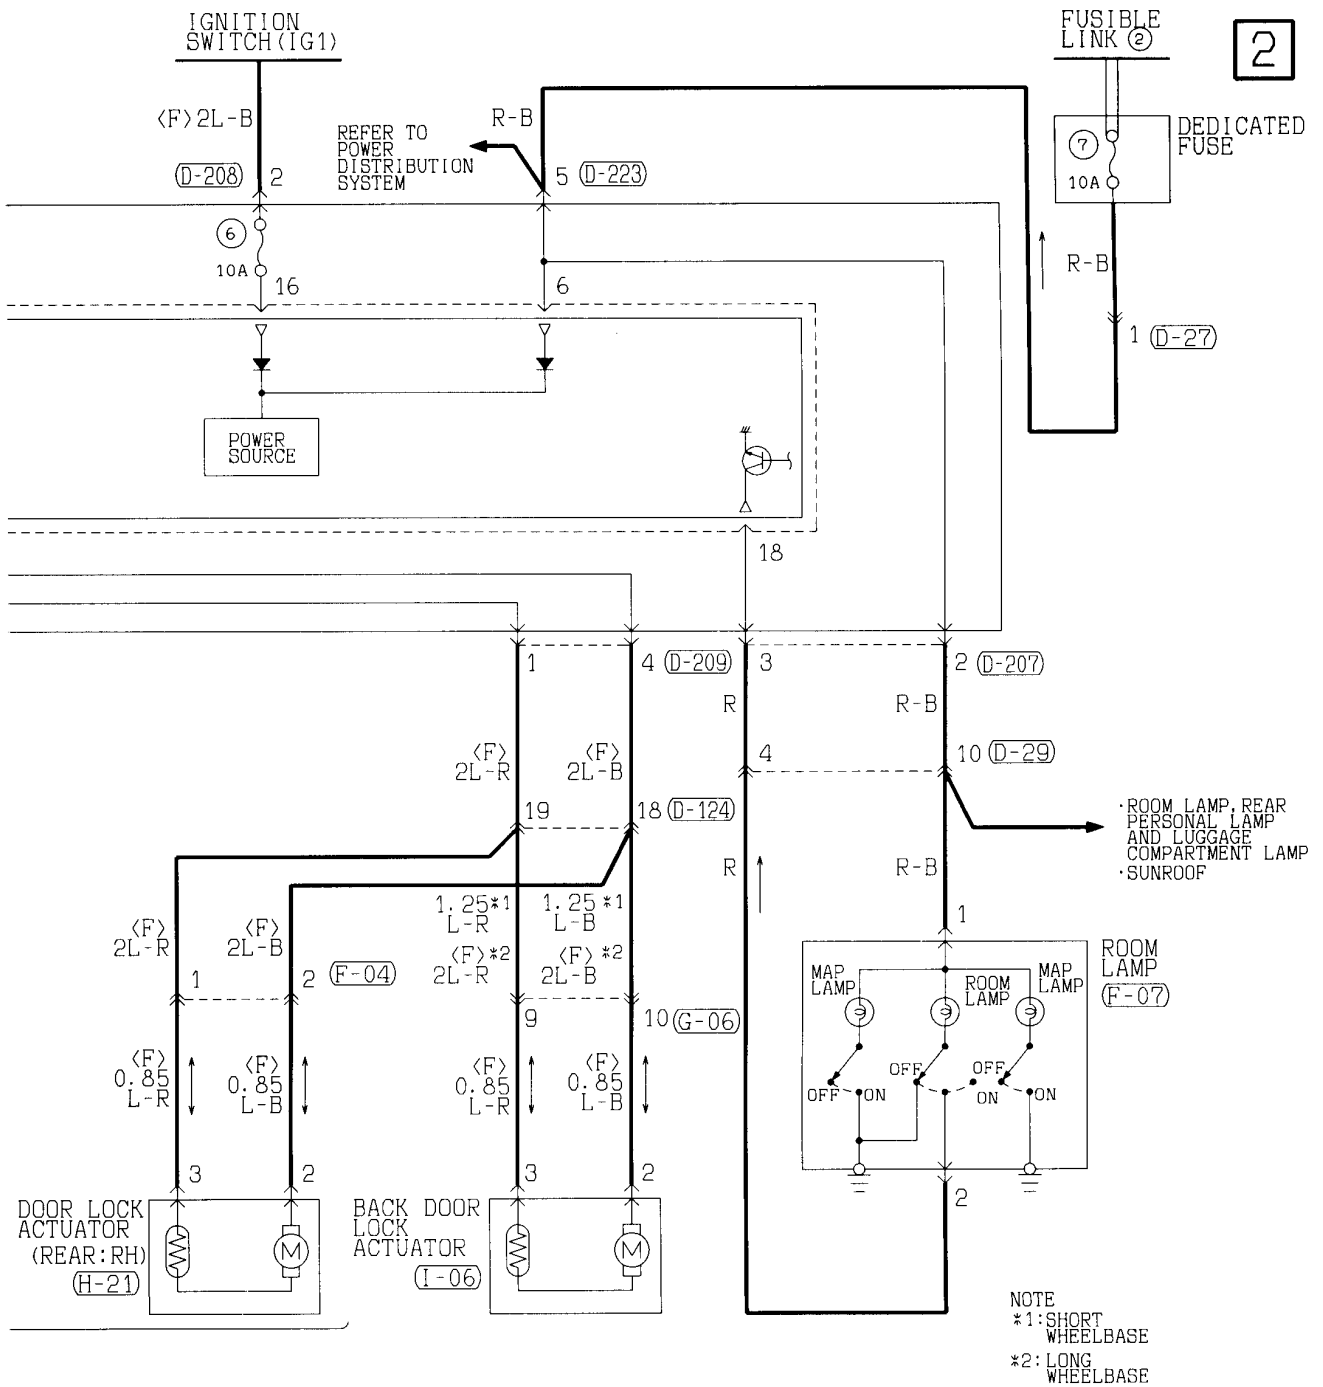 IGNITION
SWITCH(IG1)
FUSIBLE
LINK ②
2
<F>2L-B
R-B
REFER TO
POWER
DISTRIBUTION
SYSTEM
DEDICATED
FUSE
7
10A
D-208
2
5
D-223
6
10A
16
6
R-B
1
D-27
POWER
SOURCE
18
1
4
D-209
3
2
D-207
R
R-B
<F>
2L-R
<F>
2L-B
4
10
D-29
19
18
D-124
·ROOM LAMP, REAR
PERSONAL LAMP
AND LUGGAGE
COMPARTMENT LAMP
·SUNROOF
R
R-B
1.25*1
L-R
1.25*1
L-B
1
<F>
2L-R
<F>
2L-B
<F>*2
2L-R
<F>*2
2L-B
ROOM
LAMP
F-07
MAP
LAMP
ROOM
LAMP
MAP
LAMP
1
2
F-04
9
10
G-06
<F>
0.85
L-R
<F>
0.85
L-B
<F>
0.85
L-R
<F>
0.85
L-B
OFF
ON
OFF
ON
OFF
ON
3
2
3
2
2
DOOR LOCK
ACTUATOR
(REAR:RH)
H-21
M
BACK DOOR
LOCK
ACTUATOR
I-06
M
NOTE
*1:SHORT
WHEELBASE
*2:LONG
WHEELBASE